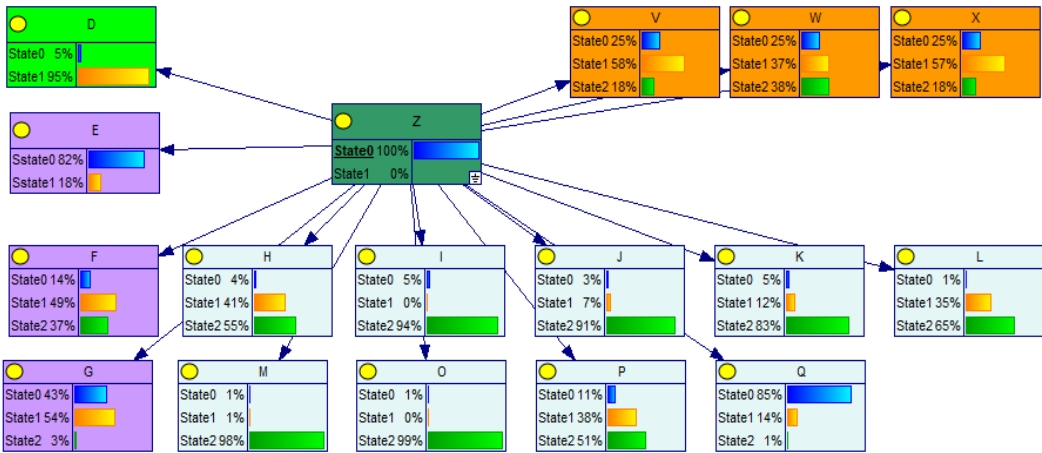 D
State0 5%
State1 95%
V
State0 25%
State1 58%
State2 18%
W
State0 25%
State1 37%
State2 38%
X
State0 25%
State1 57%
State2 18%
Z
State0 100%
State1 0%
E
Sstate0 82%
Sstate1 18%
F
State0 14%
State1 49%
State2 37%
H
State0 4%
State1 41%
State2 55%
I
State0 5%
State1 0%
State2 94%
J
State0 3%
State1 7%
State2 91%
K
State0 5%
State1 12%
State2 83%
L
State0 1%
State1 35%
State2 65%
G
State0 43%
State1 54%
State2 3%
M
State0 1%
State1 1%
State2 98%
O
State0 1%
State1 0%
State2 99%
P
State0 11%
State1 38%
State2 51%
Q
State0 85%
State1 14%
State2 1%